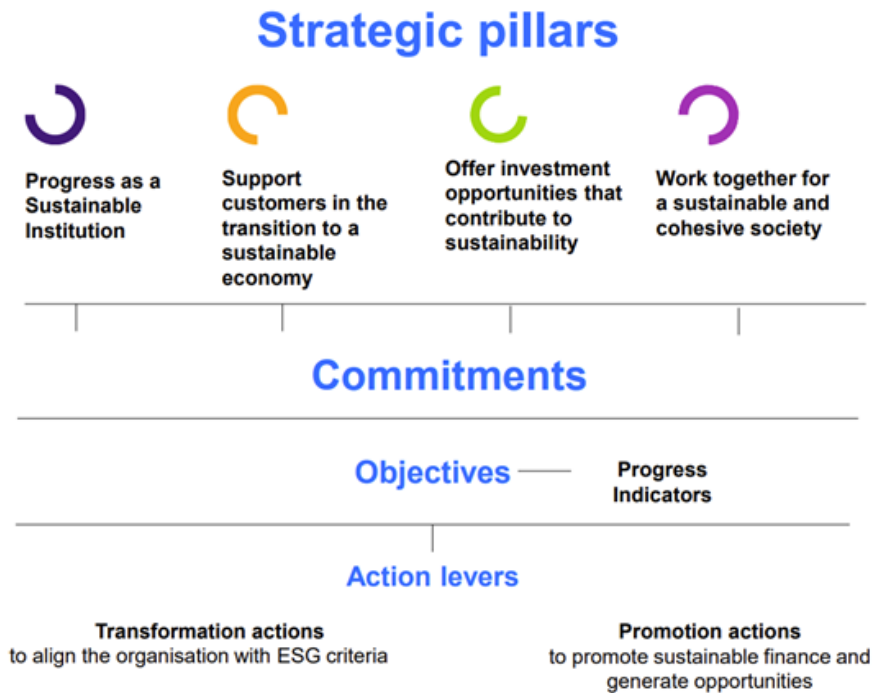 Strategic pillars
Progress as a
Sustainable
Institution
Support
customers in the
transition to a
sustainable
economy
Offer investment
opportunities that
contribute to
sustainability
Work together for
a sustainable and
cohesive society
Commitments
Objectives
Progress
Indicators
Action levers
Transformation actions
to align the organisation with ESG criteria
Promotion actions
to promote sustainable finance and
generate opportunities